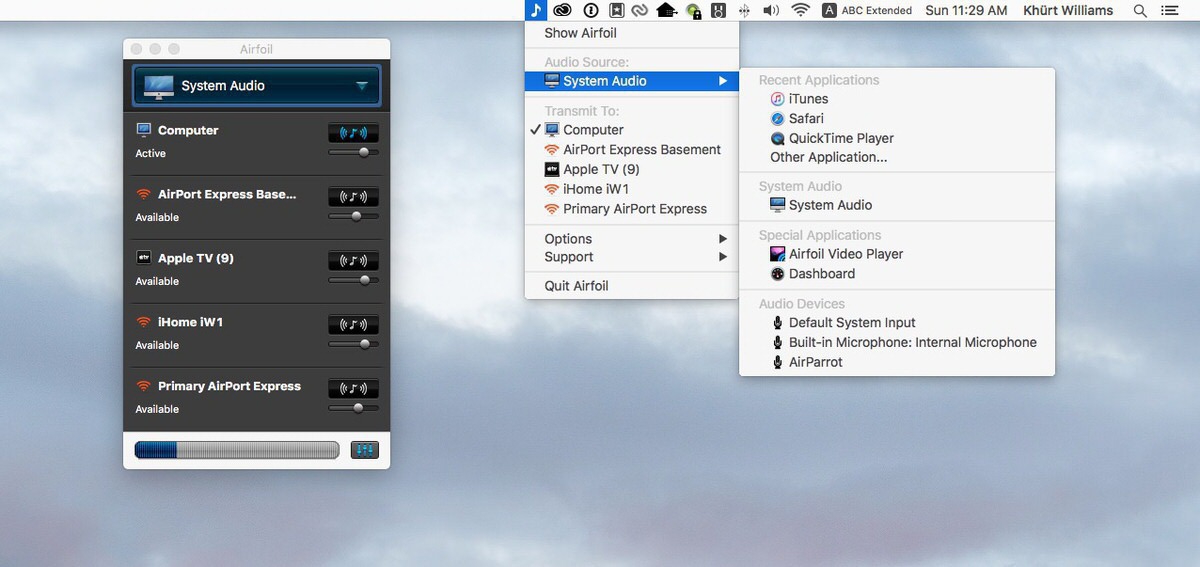 ABC Extended Sun 11:29 AM Khürt Williams
Airfoil
System Audio
Computer
Active
AirPort Express Base...
Available
Apple TV (9)
Available
iHome iW1
Available
Primary AirPort Express
Available
Show Airfoil
Audio Source:
System Audio
Transmit To:
Computer
AirPort Express Basement
Apple TV (9)
iHome iW1
Primary AirPort Express
Options
Support
Quit Airfoil
Recent Applications
iTunes
Safari
QuickTime Player
Other Application...
System Audio
System Audio
Special Applications
Airfoil Video Player
Dashboard
Audio Devices
Default System Input
Built-in Microphone: Internal Microphone
AirParrot